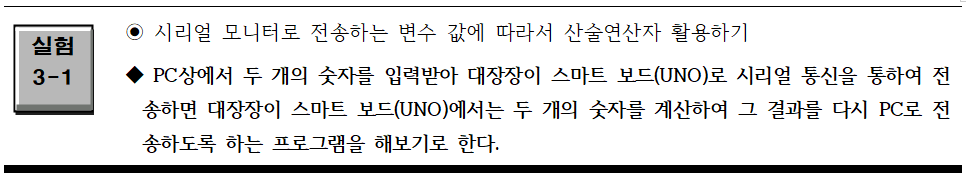 실험
3-1
◉ 시리얼 모니터로 전송하는 변수 값에 따라서 산술연산자 활용하기
◆ PC상에서 두 개의 숫자를 입력받아 대장장이 스마트 보드(UNO)로 시리얼 통신을 통하여 전
송하면 대장장이 스마트 보드(UNO)에서는 두 개의 숫자를 계산하여 그 결과를 다시 PC로 전
송하도록 하는 프로그램을 해보기로 한다.